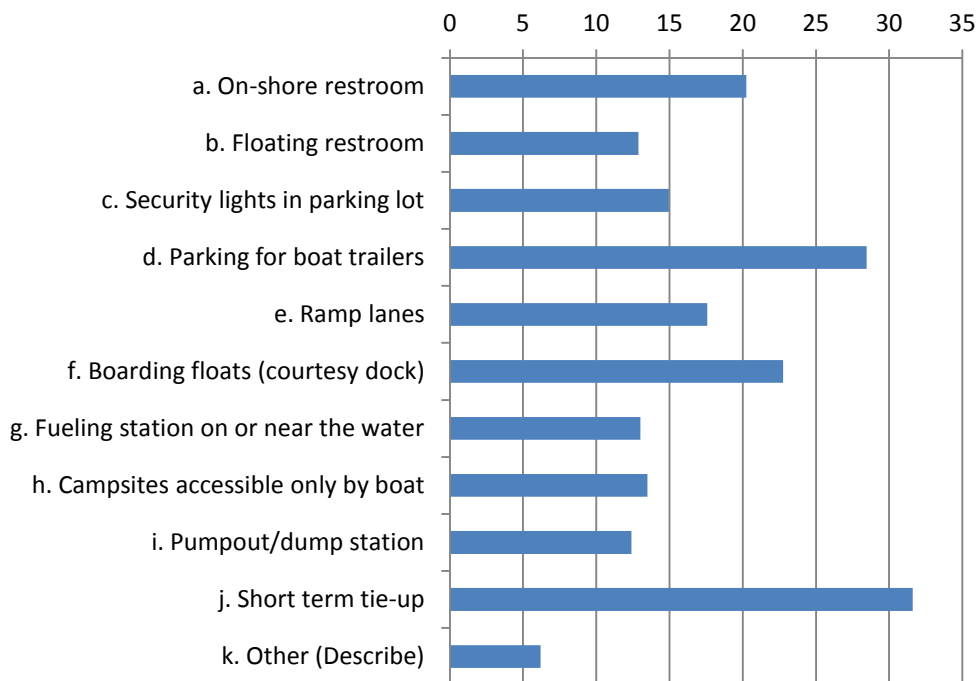 0 5 10 15 20 25 30 35
a. On-shore restroom
b. Floating restroom
c. Security lights in parking lot
d. Parking for boat trailers
e. Ramp lanes
f. Boarding floats (courtesy dock)
g. Fueling station on or near the water
h. Campsites accessible only by boat
i. Pumpout/dump station
j. Short term tie-up
k. Other (Describe)